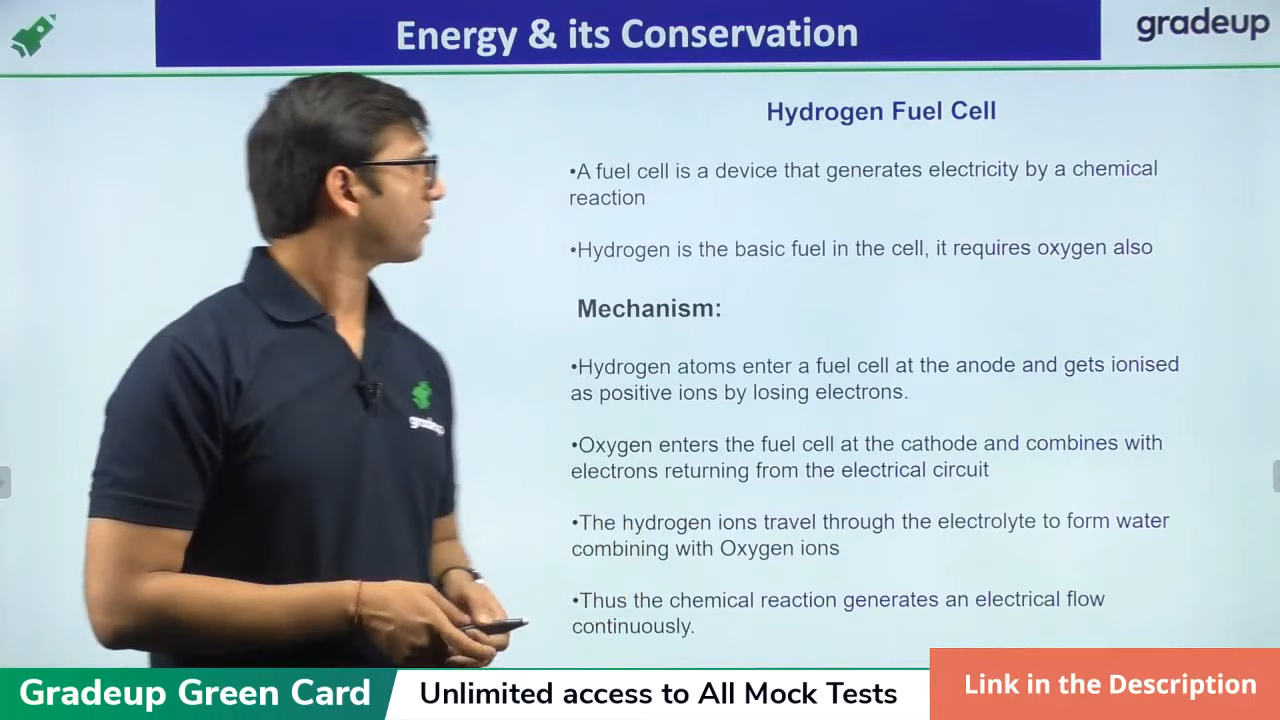 Energy & its Conservation
gradeup
Hydrogen Fuel Cell
•A fuel cell is a device that generates electricity by a chemical
reaction
•Hydrogen is the basic fuel in the cell, it requires oxygen also
Mechanism:
•Hydrogen atoms enter a fuel cell at the anode and gets ionised
as positive ions by losing electrons.
•Oxygen enters the fuel cell at the cathode and combines with
electrons returning from the electrical circuit
•The hydrogen ions travel through the electrolyte to form water
combining with Oxygen ions
•Thus the chemical reaction generates an electrical flow
continuously.
gradeup
Gradeup Green Card
Unlimited access to All Mock Tests
Link in the Description